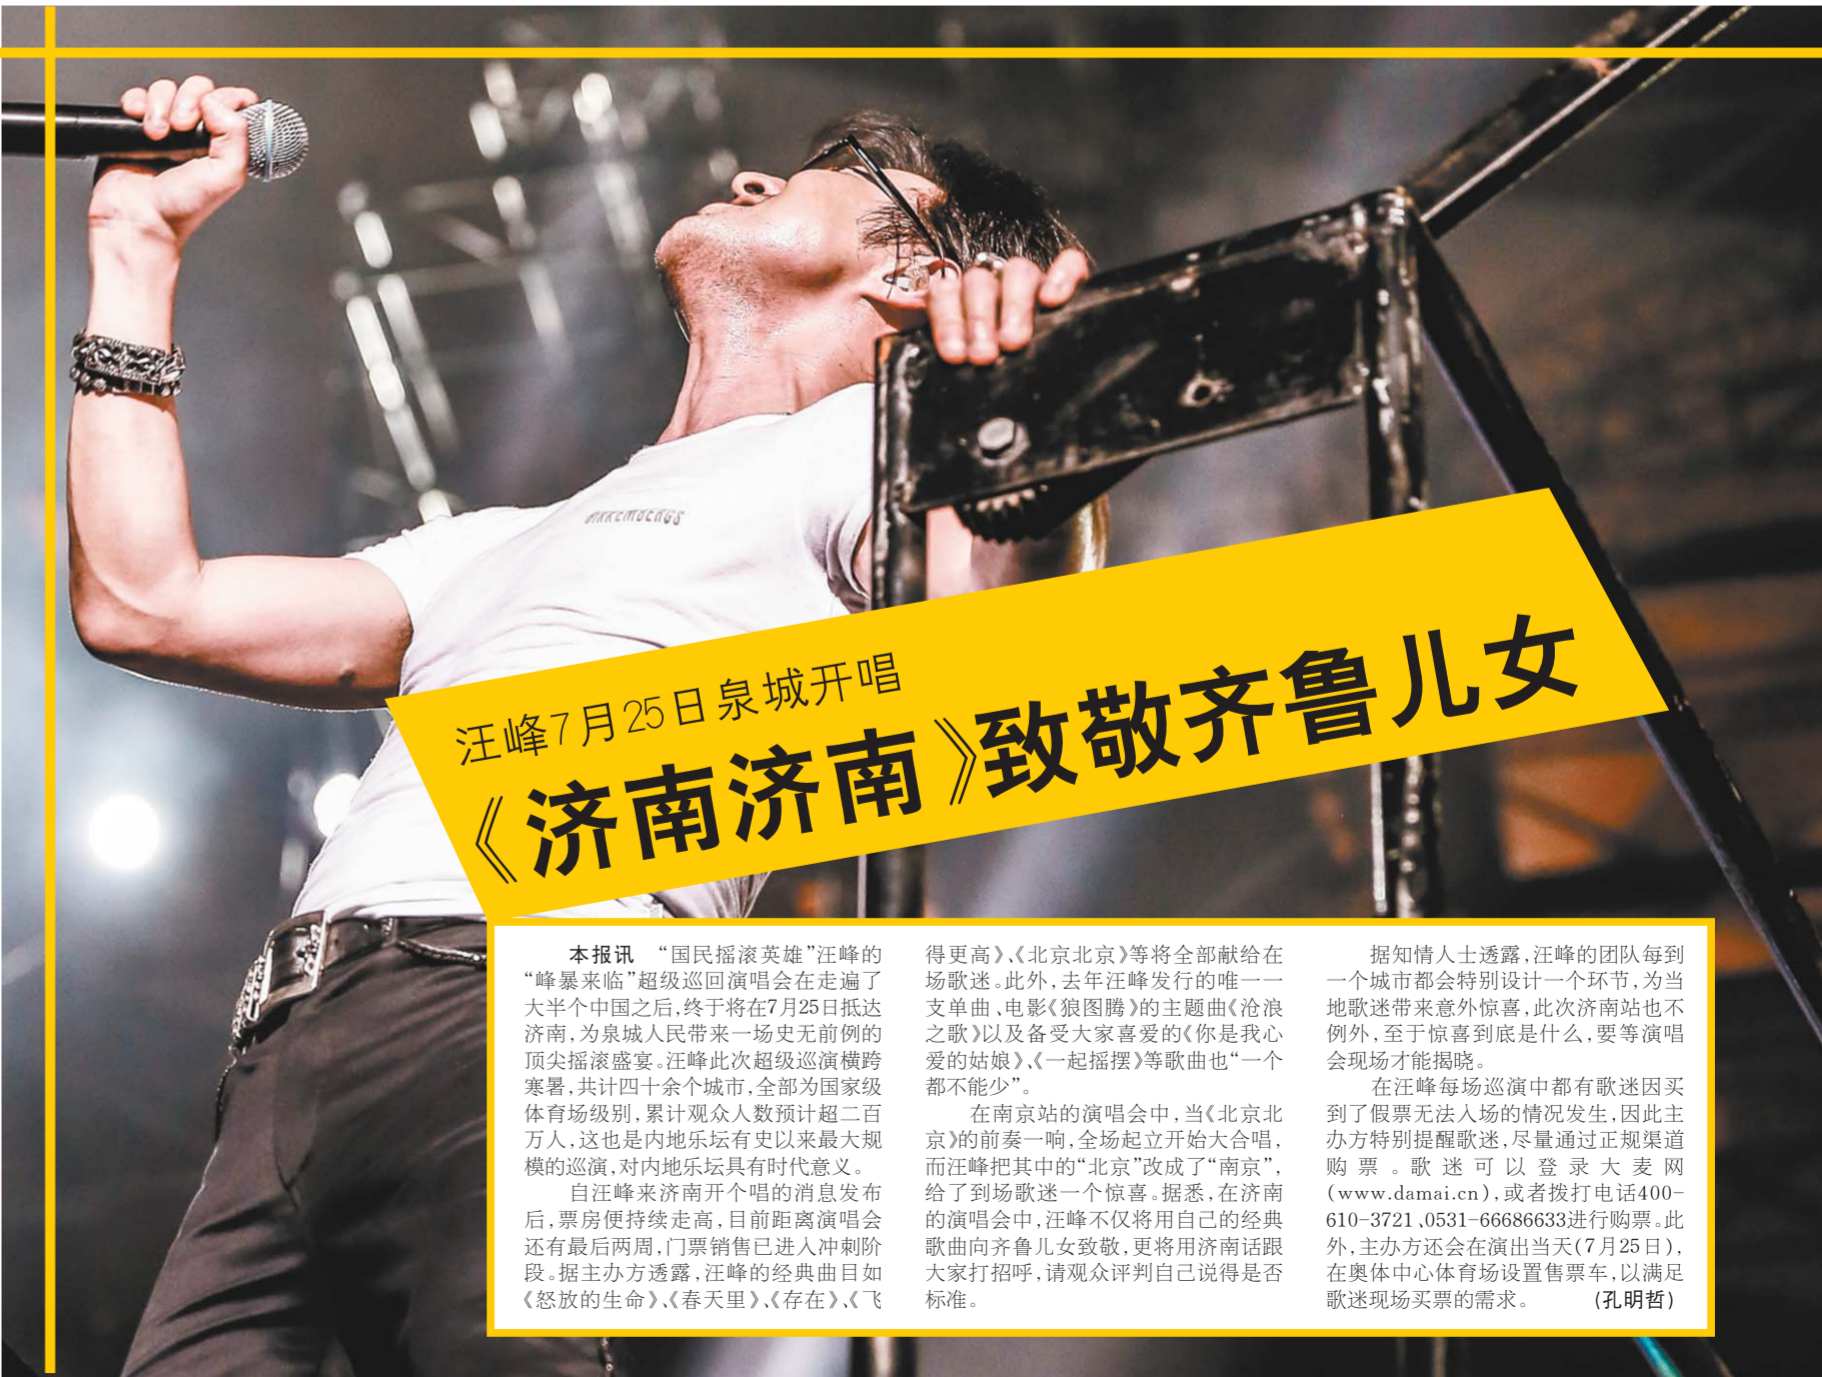 DIRKEMBERGS
汪峰7月25日泉城开唱
《济南济南》致敬齐鲁儿女
本报讯 “国民摇滚英雄”汪峰的
“峰暴来临”超级巡回演唱会在走遍了
大半个中国之后,终于将在7月25日抵达
济南,为泉城人民带来一场史无前例的
顶尖摇滚盛宴。汪峰此次超级巡演横跨
寒暑,共计四十余个城市,全部为国家级
体育场级别,累计观众人数预计超二百
万人,这也是内地乐坛有史以来最大规
模的巡演,对内地乐坛具有时代意义。
自汪峰来济南开个唱的消息发布
后,票房便持续走高,目前距离演唱会
还有最后两周,门票销售已进入冲刺阶
段。据主办方透露,汪峰的经典曲目如
《怒放的生命》、《春天里》、《存在》、《飞
得更高》、《北京北京》等将全部献给在
场歌迷。此外,去年汪峰发行的唯一一
支单曲、电影《狼图腾》的主题曲《沧浪
之歌》以及备受大家喜爱的《你是我心
爱的姑娘》、《一起摇摆》等歌曲也“一个
都不能少”。
在南京站的演唱会中,当《北京北
京》的前奏一响,全场起立开始大合唱,
而汪峰把其中的“北京”改成了“南京”,
给了到场歌迷一个惊喜。据悉,在济南
的演唱会中,汪峰不仅将用自己的经典
歌曲向齐鲁儿女致敬,更将用济南话跟
大家打招呼,请观众评判自己说得是否
标准。
据知情人士透露,汪峰的团队每到
一个城市都会特别设计一个环节,为当
地歌迷带来意外惊喜,此次济南站也不
例外,至于惊喜到底是什么,要等演唱
会现场才能揭晓。
在汪峰每场巡演中都有歌迷因买
到了假票无法入场的情况发生,因此主
办方特别提醒歌迷,尽量通过正规渠道
购票。歌迷可以登录大麦网
(www.damai.cn),或者拨打电话400-
610-3721、0531-66686633进行购票。此
外,主办方还会在演出当天(7月25日),
在奥体中心体育场设置售票车,以满足
歌迷现场买票的需求。 (孔明哲)